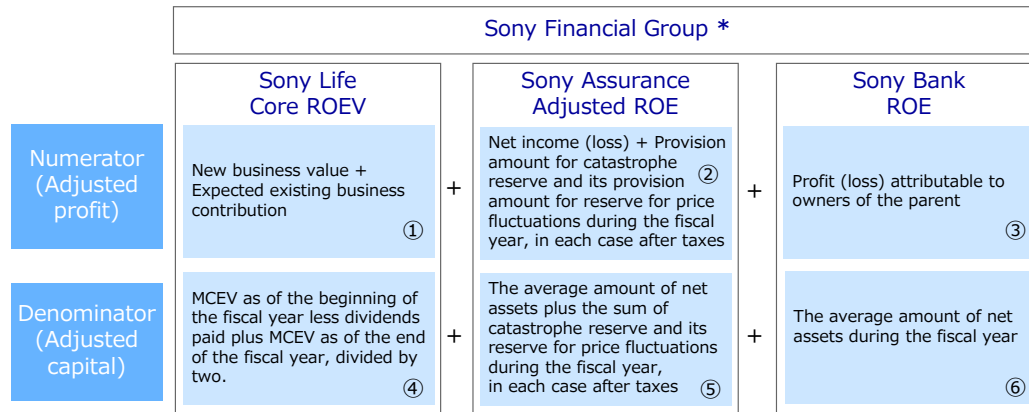 Sony Financial Group *
Sony Life
Core ROEV
+
Sony Assurance
Adjusted ROE
+
Sony Bank
ROE
Numerator
(Adjusted
profit)
New business value +
Expected existing business
contribution
①
+
Net income (loss) + Provision
amount for catastrophe
reserve and its provision ②
amount for reserve for price
fluctuations during the fiscal
year, in each case after taxes
+
Profit (loss) attributable to
owners of the parent
③
Denominator
(Adjusted
capital)
MCEV as of the beginning of
the fiscal year less dividends
paid plus MCEV as of the end
of the fiscal year, divided by
two.
④
+
The average amount of net
assets plus the sum of
catastrophe reserve and its
reserve for price fluctuations
during the fiscal year,
in each case after taxes ⑤
+
The average amount of net
assets during the fiscal year
⑥